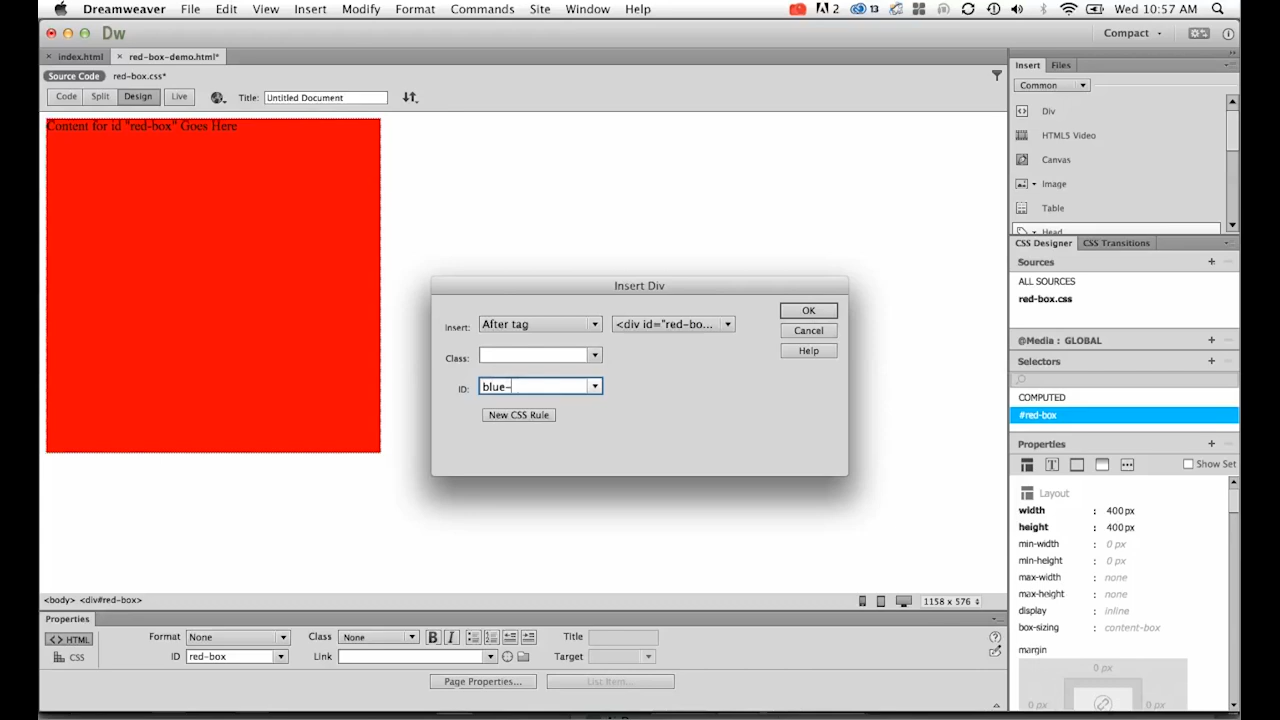 Dreamweaver File Edit View Insert Modify Format Commands Site Window Help 2 13 Wed 10:57 AM
Dw Compact
index.html red-box-demo.html*
Source Code red-box.css*
Code Split Design Live Title: Untitled Document
Content for id "red-box" Goes Here
Insert Div
Insert: After tag <div id="red-bo...
Class:
ID: blue-
New CSS Rule
OK
Cancel
Help
Insert Files
Common
Div
HTML5 Video
Canvas
Image
Table
Head
CSS Designer CSS Transitions
Sources
ALL SOURCES
red-box.css
@Media: GLOBAL
Selectors
COMPUTED
#red-box
Properties
Show Set
Layout
width : 400 px
height : 400 px
min-width : 0 px
min-height : 0 px
max-width : none
max-height : none
display : inline
box-sizing : content-box
margin
0 px
0 px 0 px
<body> <div#red-box> 1158 x 576
Properties
<> HTML Format None Class None B I Title
CSS ID red-box Link Target
Page Properties... List Item...